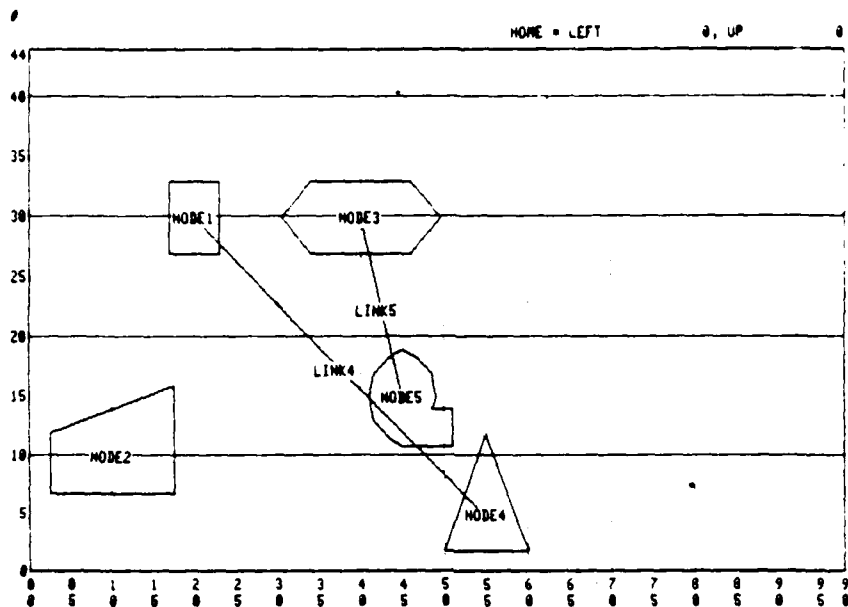 0
HOME = LEFT 0, UP 0
44
40
35
30
NODE1 NODE3
25
LINK5
20
LINK4
15
NODE5
10
NODE2
5
NODE4
0
0 0 1 1 2 2 3 3 4 4 5 5 6 6 7 7 8 8 9 9
0 5 0 5 0 5 0 5 0 5 0 5 0 5 0 5 0 5 0 5